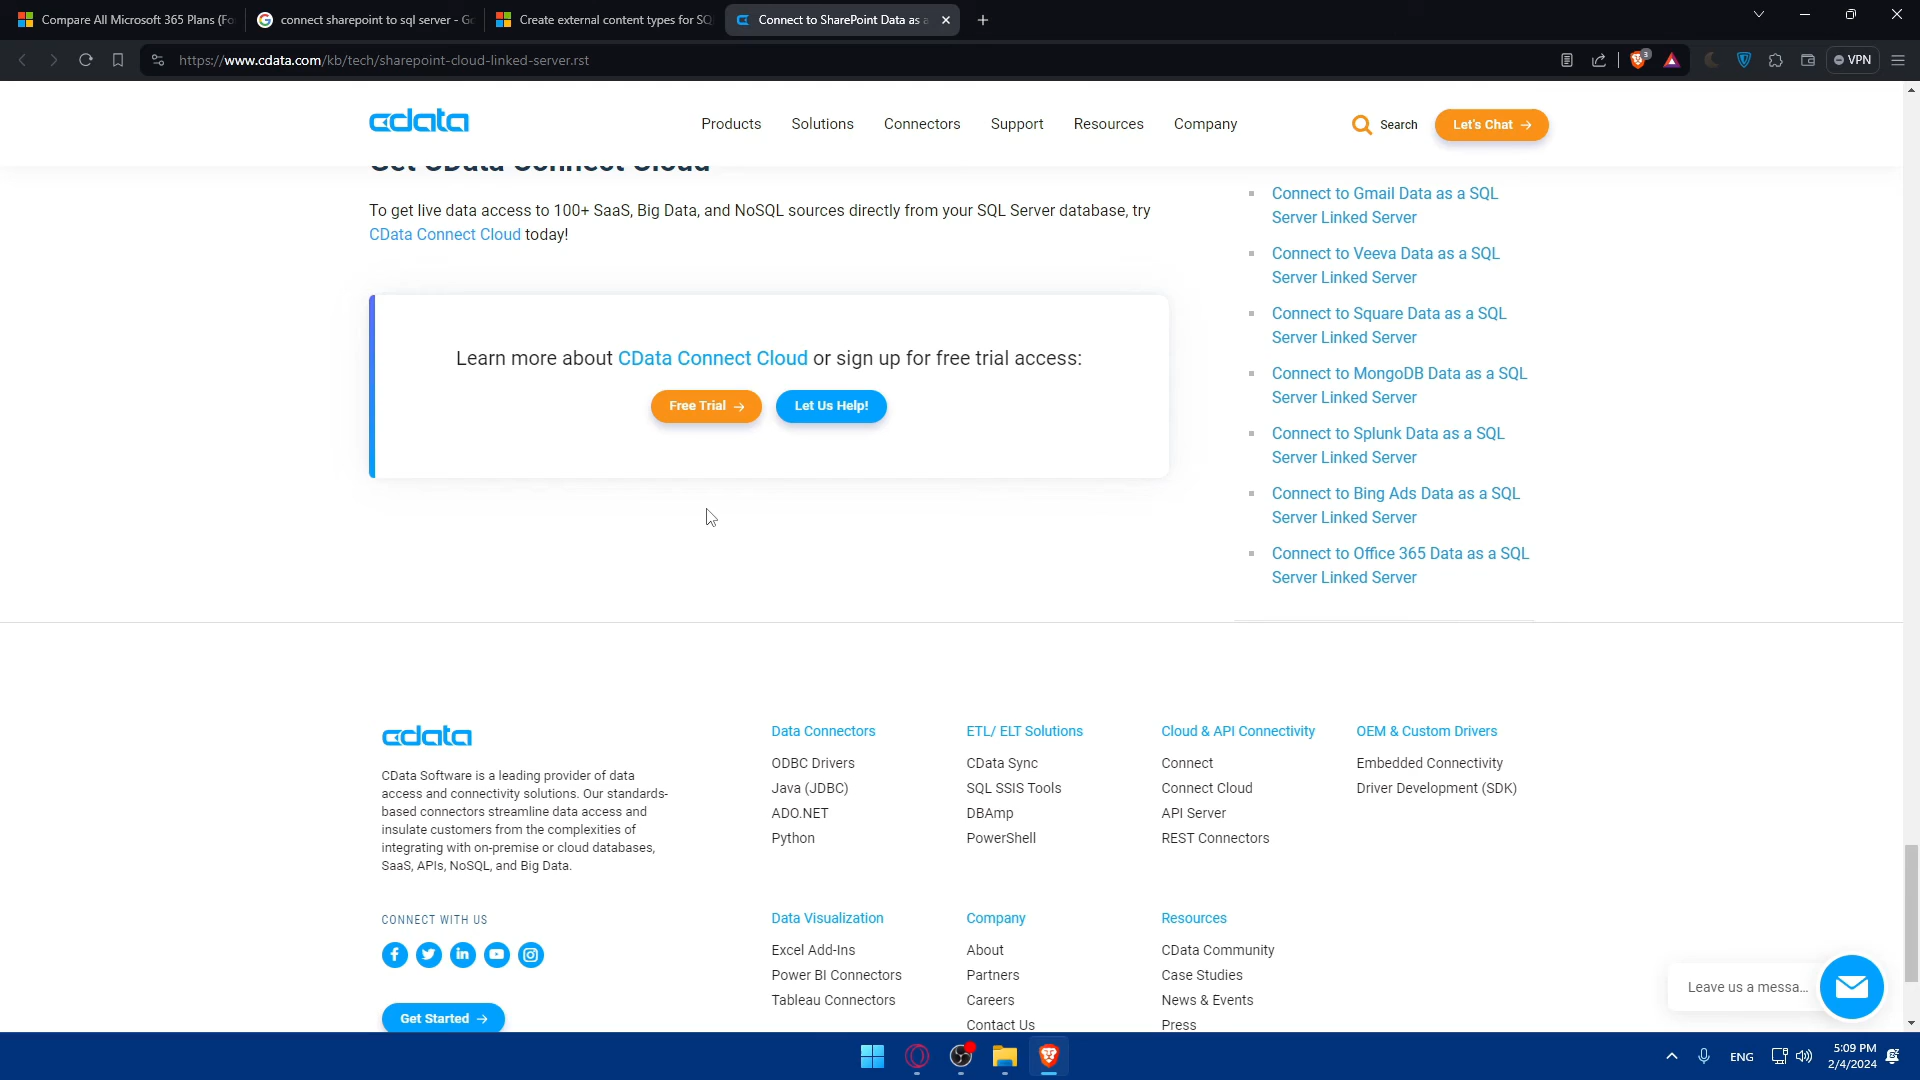 Compare All Microsoft 365 Plans (Fo
connect sharepoint to sql server - Go
Create external content types for SQ
Connect to SharePoint Data as a
https://www.cdata.com/kb/tech/sharepoint-cloud-linked-server.rst
3
VPN
cdata
Products
Solutions
Connectors
Support
Resources
Company
Search
Let's Chat →
Get CData Connect Cloud
To get live data access to 100+ SaaS, Big Data, and NoSQL sources directly from your SQL Server database, try
CData Connect Cloud today!
Learn more about CData Connect Cloud or sign up for free trial access:
Free Trial →
Let Us Help!
Connect to Gmail Data as a SQL
Server Linked Server
Connect to Veeva Data as a SQL
Server Linked Server
Connect to Square Data as a SQL
Server Linked Server
Connect to MongoDB Data as a SQL
Server Linked Server
Connect to Splunk Data as a SQL
Server Linked Server
Connect to Bing Ads Data as a SQL
Server Linked Server
Connect to Office 365 Data as a SQL
Server Linked Server
cdata
CData Software is a leading provider of data
access and connectivity solutions. Our standards-
based connectors streamline data access and
insulate customers from the complexities of
integrating with on-premise or cloud databases,
SaaS, APIs, NoSQL, and Big Data.
CONNECT WITH US
Get Started →
Data Connectors
ODBC Drivers
Java (JDBC)
ADO.NET
Python
ETL/ ELT Solutions
CData Sync
SQL SSIS Tools
DBAmp
PowerShell
Cloud & API Connectivity
Connect
Connect Cloud
API Server
REST Connectors
OEM & Custom Drivers
Embedded Connectivity
Driver Development (SDK)
Data Visualization
Excel Add-Ins
Power BI Connectors
Tableau Connectors
Company
About
Partners
Careers
Contact Us
Resources
CData Community
Case Studies
News & Events
Press
Leave us a messa...
ENG
5:09 PM
2/4/2024